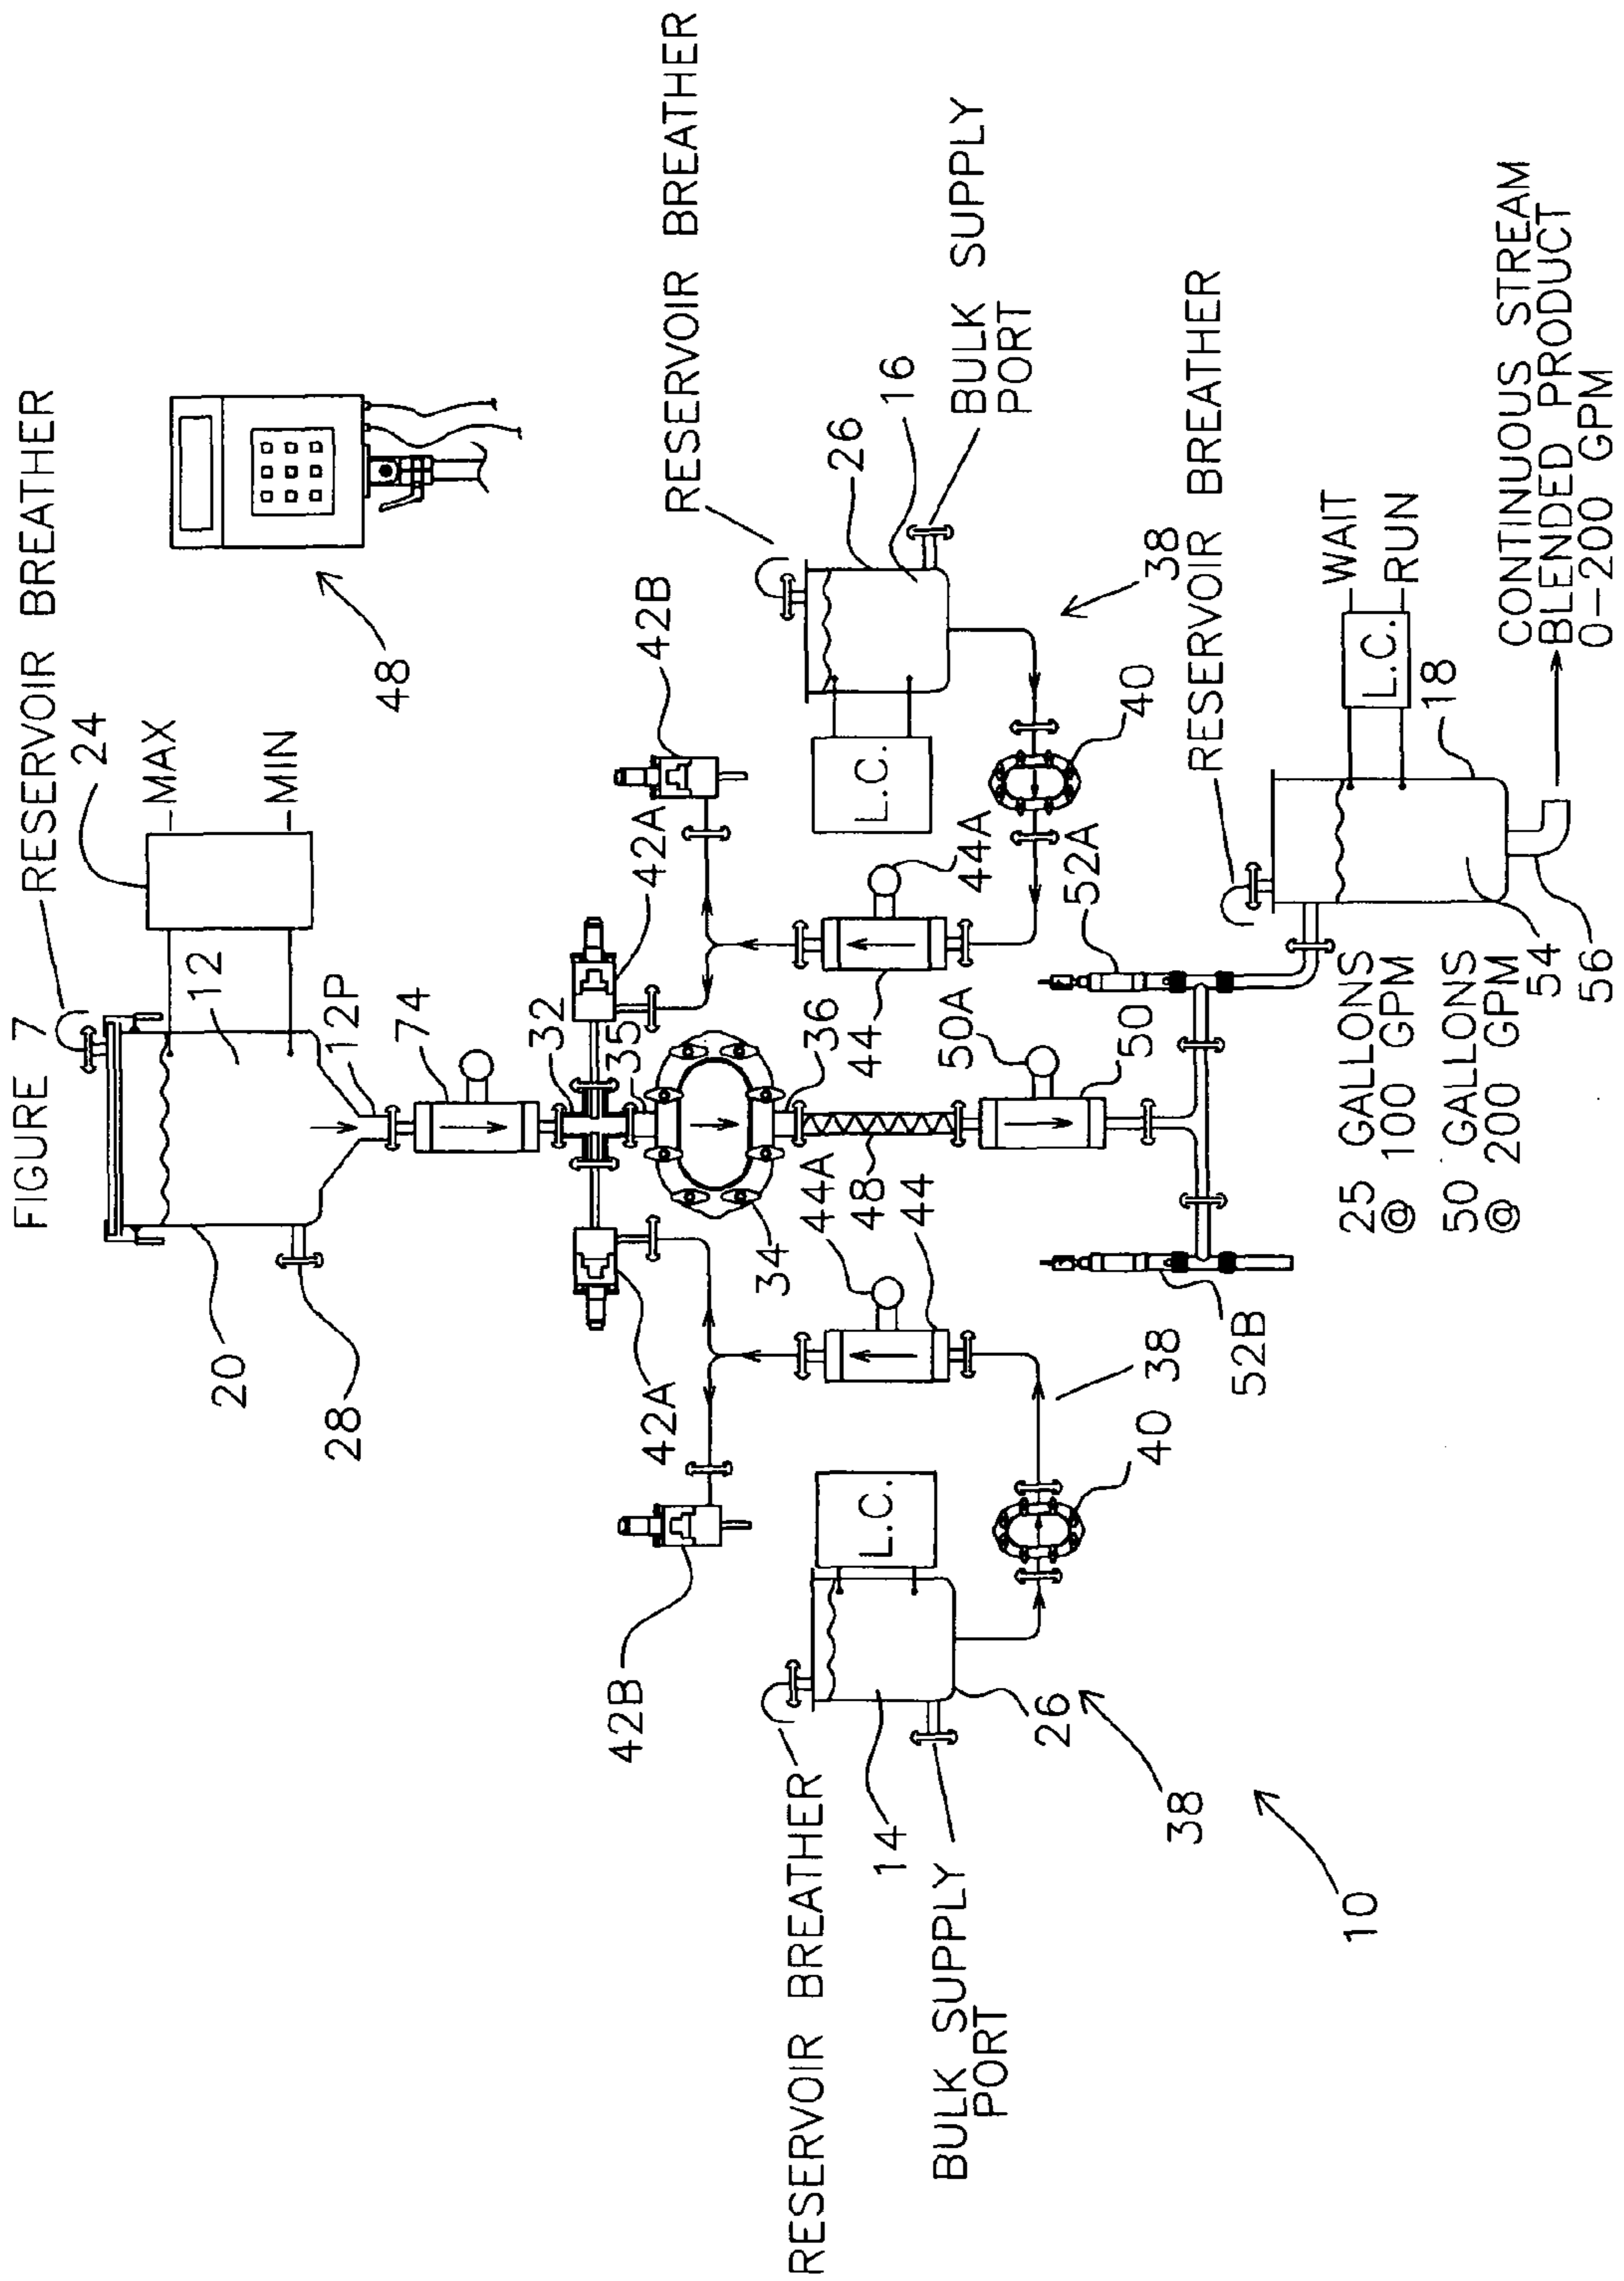 FIGURE 7
RESERVOIR BREATHER
24
MAX
MIN
12
12P
20
28
74
48
32
35
42A
42B
42A
42B
34
36
44A
48
44
50A
50
44
44A
RESERVOIR BREATHER
26
16
BULK SUPPLY
PORT
L.C.
38
40
RESERVOIR BREATHER
14
L.C.
BULK SUPPLY
PORT
26
38
38
40
10
52A
52B
RESERVOIR BREATHER
WAIT
L.C.
RUN
18
25 GALLONS
@ 100 GPM
50 GALLONS
@ 200 GPM
54
56
CONTINUOUS STREAM
BLENDED PRODUCT
0-200 GPM